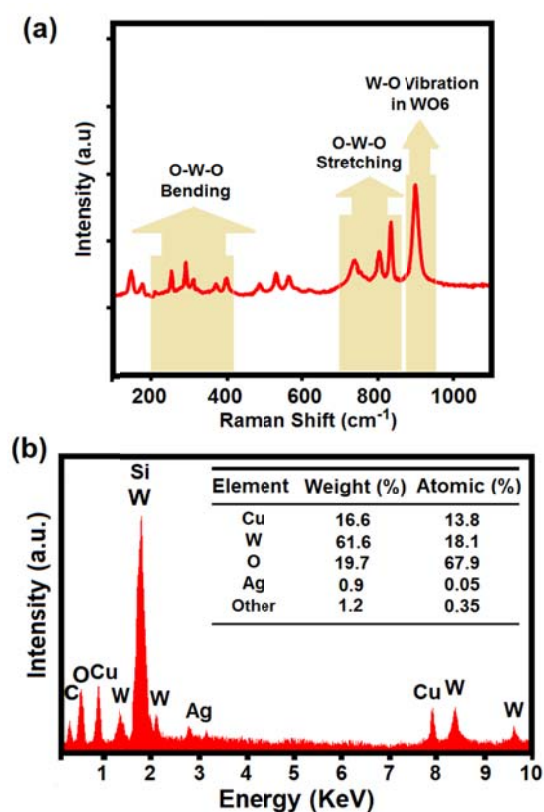 (a)
W-O Vibration
in WO6
O-W-O
Stretching
O-W-O
Bending
Intensity (a.u)
200 400 600 800 1000
Raman Shift (cm-1)
(b)
Si
W
Element Weight (%) Atomic (%)
Cu 16.6 13.8
W 61.6 18.1
O 19.7 67.9
Ag 0.9 0.05
Other 1.2 0.35
Intensity (a.u.)
C O Cu W W Ag Cu W W
1 2 3 4 5 6 7 8 9 10
Energy (KeV)